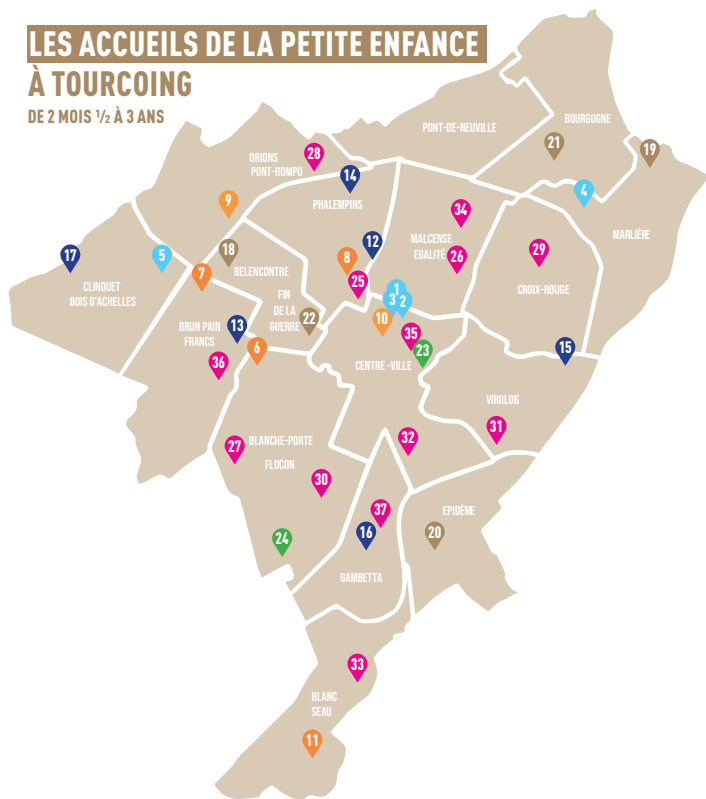 LES ACCUEILS DE LA PETITE ENFANCE
À TOURCOING
DE 2 MOIS ½ À 3 ANS
BOURGOGNE
PONT-DE-NEUVILLE
21
19
28
ORIONS
PONT-ROMPU
14
4
9
PHALEMPINS
34
MARLIÈRE
12
MALCENSE
EGALITÉ
29
17
5
18
8
26
7
BELENCONTRE
25
CLINQUET
BOIS D'ACHELLES
1
3
2
CROIX-ROUGE
FIN
DE LA
GUERRE
22
10
13
BRUN PAIN
FRANCS
35
6
23
15
36
CENTRE -VILLE
VIROLOIS
31
27
BLANCHE-PORTE
FLOCON
32
30
37
EPIDÈME
24
16
20
GAMBETTA
33
BLANC
SEAU
11